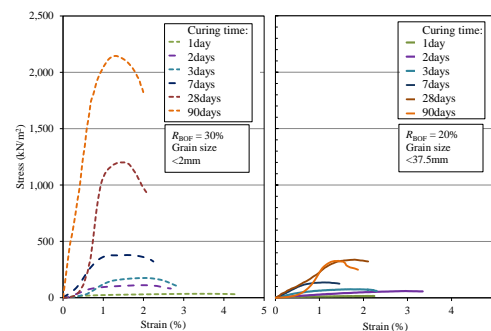 2,500
2,000
1,500
1,000
500
0
Stress (kN/m²)
Curing time:
1day
2days
3days
7days
28days
90days
R_BOF = 30%
Grain size
<2mm
0 1 2 3 4 5
Strain (%)
Curing time:
1day
2days
3days
7days
28days
90days
R_BOF = 20%
Grain size
<37.5mm
0 1 2 3 4
Strain (%)